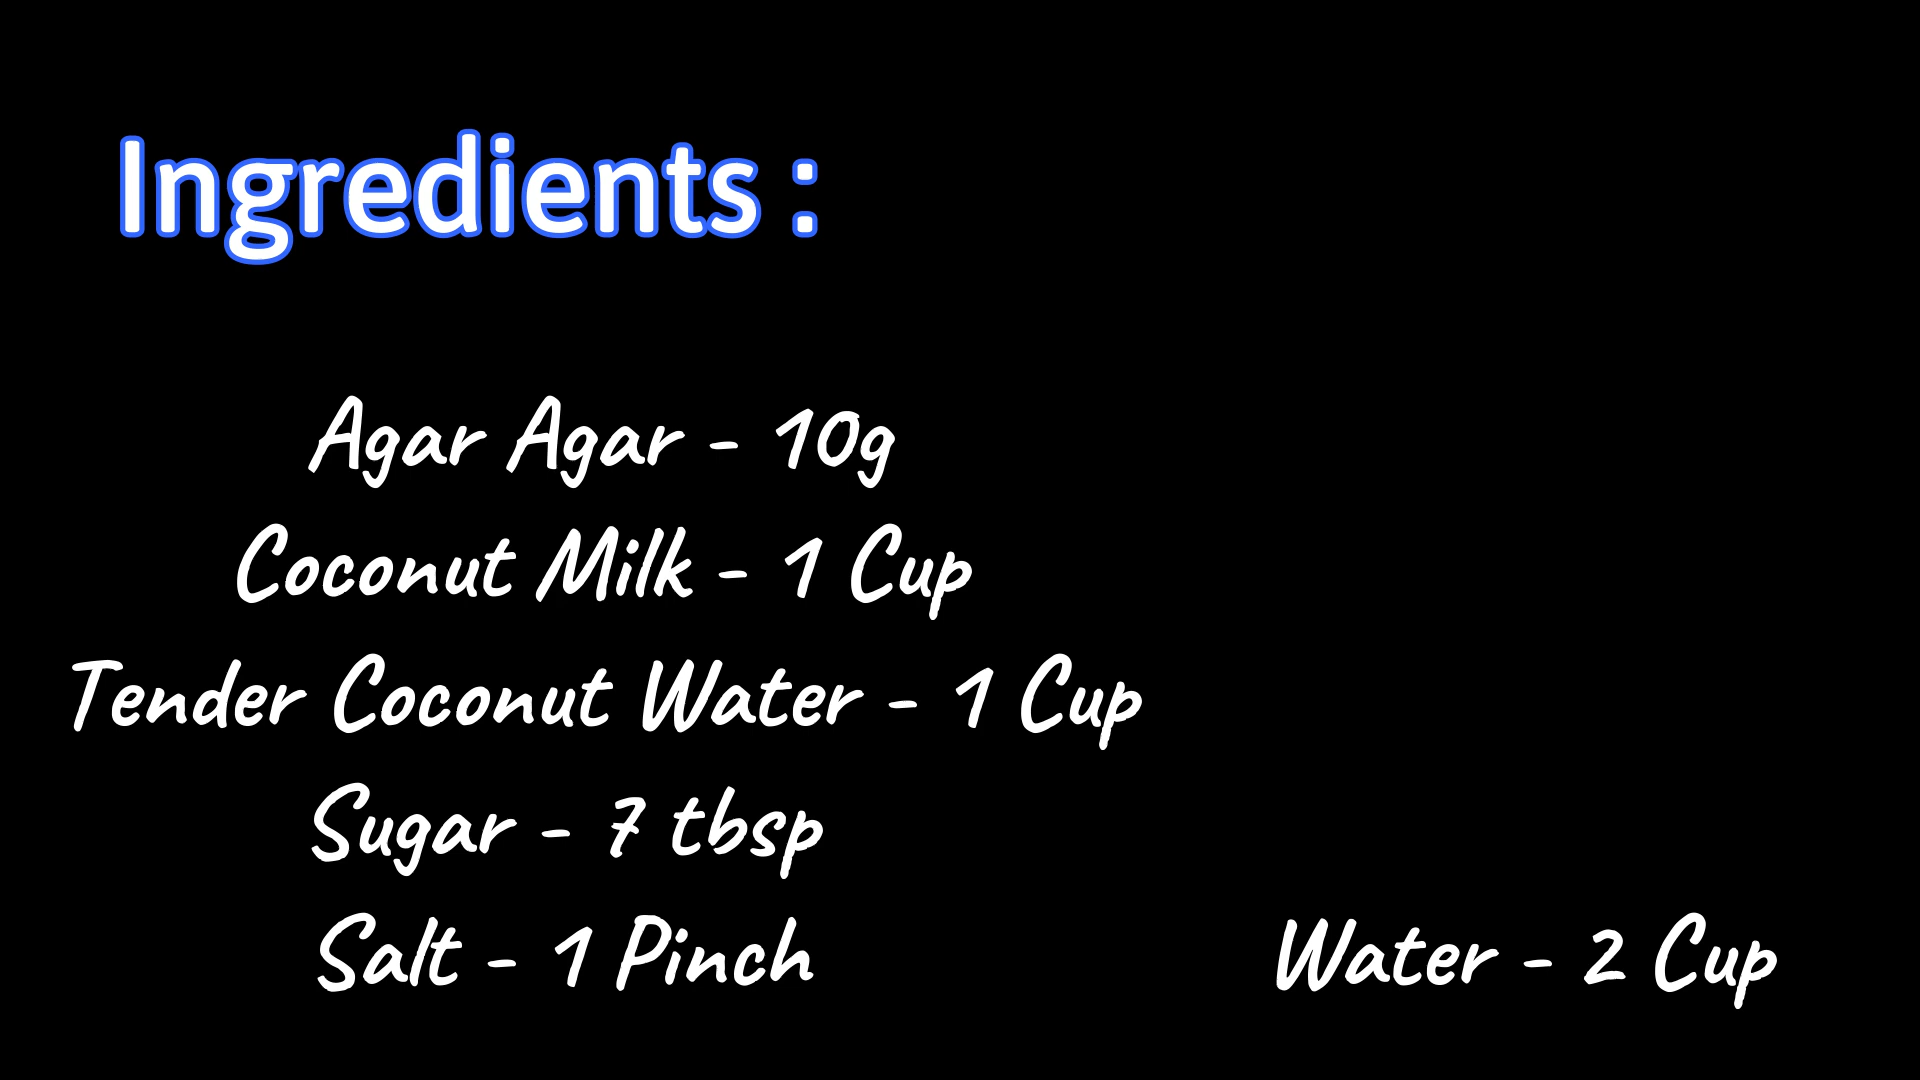 Ingredients :
Agar Agar - 10g
Coconut Milk - 1 Cup
Tender Coconut Water - 1 Cup
Sugar - 7 tbsp
Salt - 1 Pinch
Water - 2 Cup